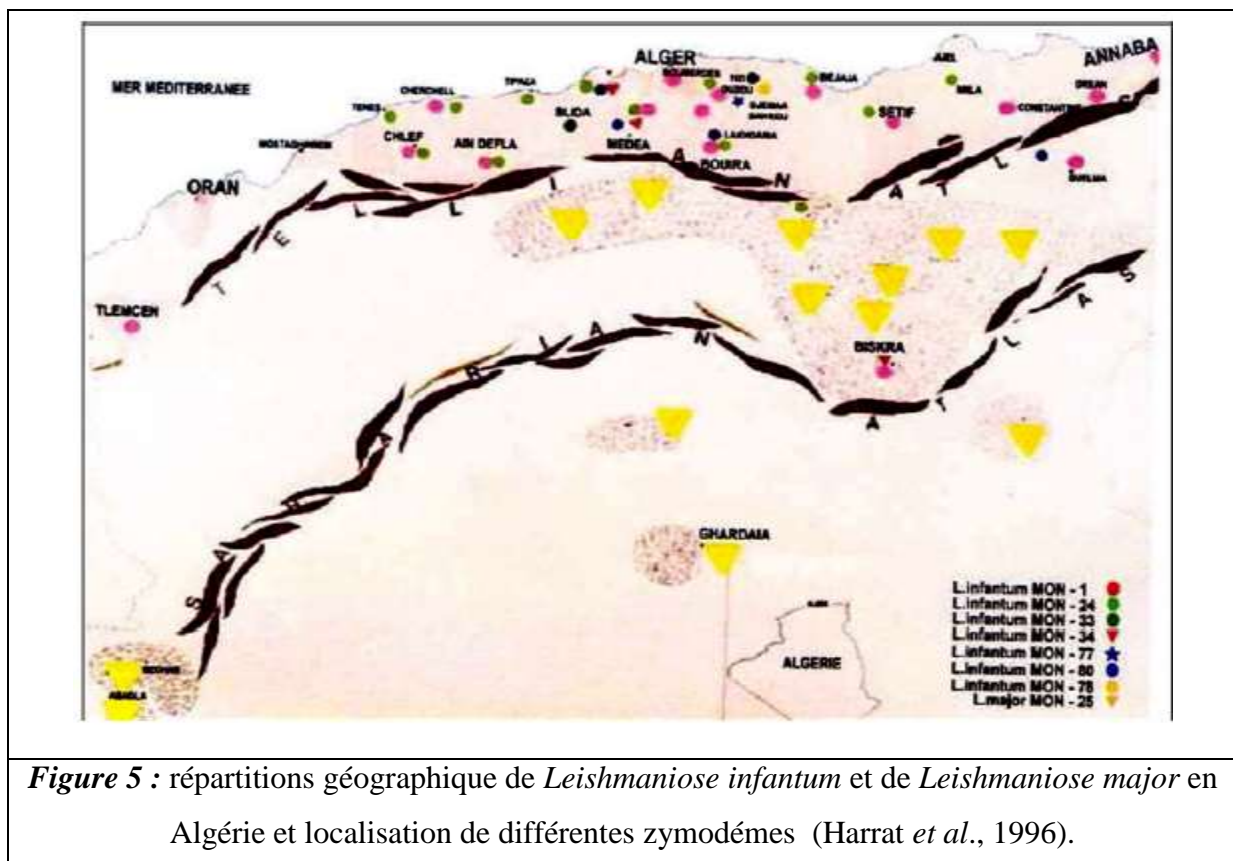 ALGER
ANNABA
MER MEDITERRANEE
TIPAZA
BOUMERDES
BEJAIA
TENES
BLIDA
SETIF
CONSTANTINE
MILA
CHLEF
AIN DEFLA
MEDEA
LAKHDARIA
BOUIRA
ORAN
T E L L I A N A T L A S
TLEMCEN
BISKRA
S A H A R I A N A T L A S
GHARDAIA
ABADLA
ALGERIE
L.infantum MON - 1
L.infantum MON - 24
L.infantum MON - 33
L.infantum MON - 34
L.infantum MON - 77
L.infantum MON - 80
L.infantum MON - 78
L.major MON - 25
Figure 5 : répartitions géographique de Leishmaniose infantum et de Leishmaniose major en
Algérie et localisation de différentes zymodémes (Harrat et al., 1996).